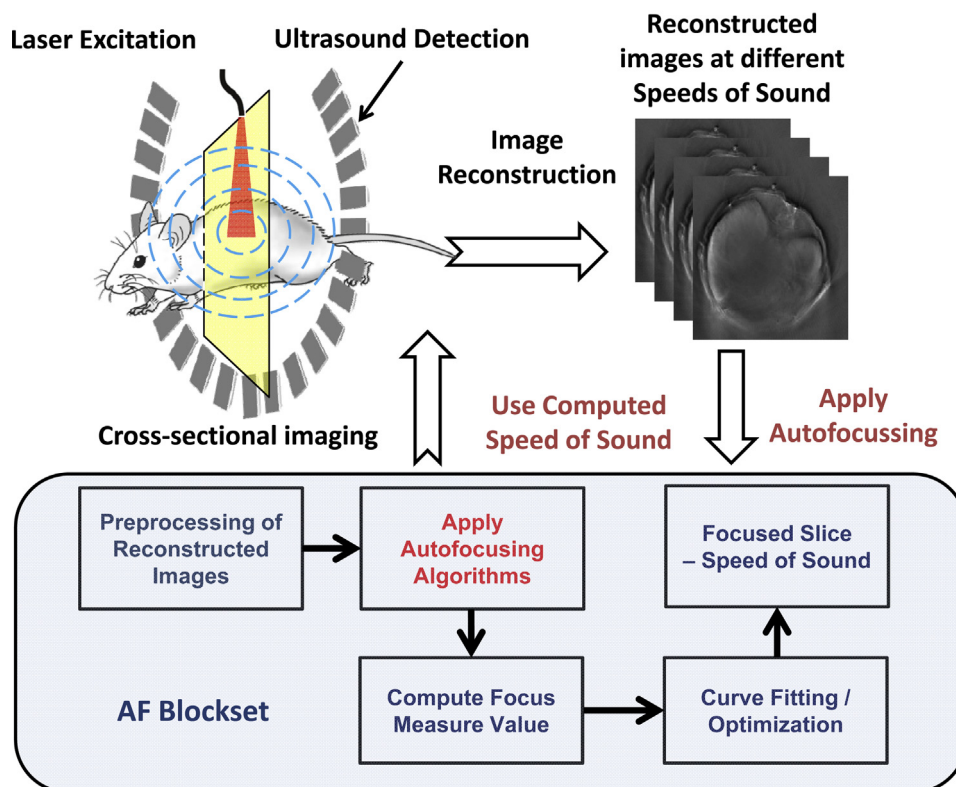 Laser Excitation
Ultrasound Detection
Reconstructed
images at different
Speeds of Sound
Image
Reconstruction
Cross-sectional imaging
Use Computed
Speed of Sound
Apply
Autofocussing
Preprocessing of
Reconstructed
Images
Apply
Autofocusing
Algorithms
Focused Slice
– Speed of Sound
AF Blockset
Compute Focus
Measure Value
Curve Fitting /
Optimization